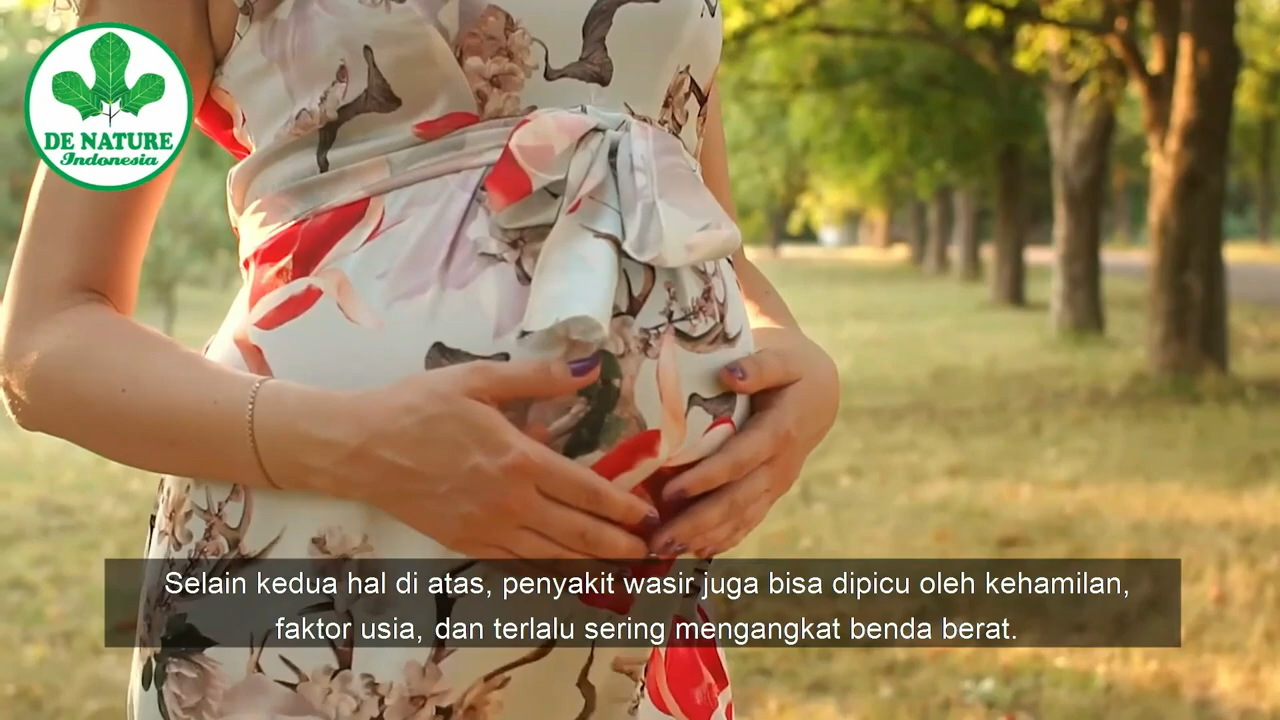 DE NATURE
Indonesia
Selain kedua hal di atas, penyakit wasir juga bisa dipicu oleh kehamilan,
faktor usia, dan terlalu sering mengangkat benda berat.